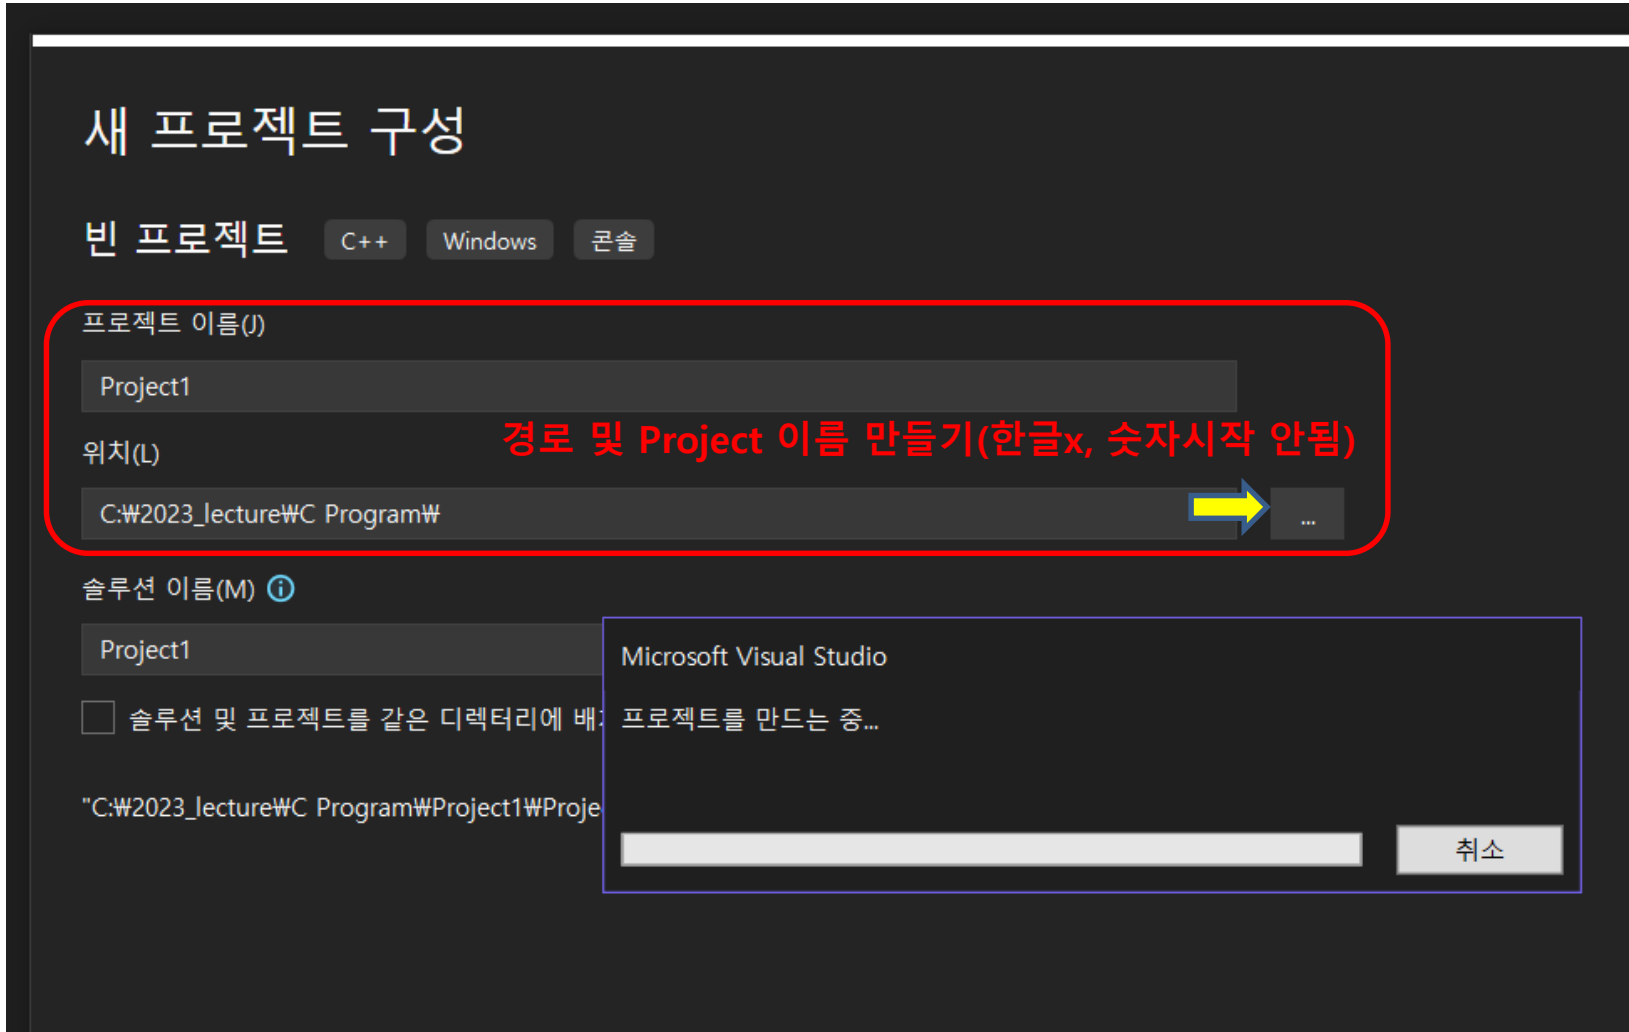 새 프로젝트 구성
빈 프로젝트 C++ Windows 콘솔
프로젝트 이름(J)
Project1
경로 및 Project 이름 만들기(한글x, 숫자시작 안됨)
위치(L)
C:₩2023_lecture₩C Program₩
...
솔루션 이름(M)
Project1
솔루션 및 프로젝트를 같은 디렉터리에
"C:₩2023_lecture₩C Program₩Project1₩Proje
Microsoft Visual Studio
프로젝트를 만드는 중...
취소